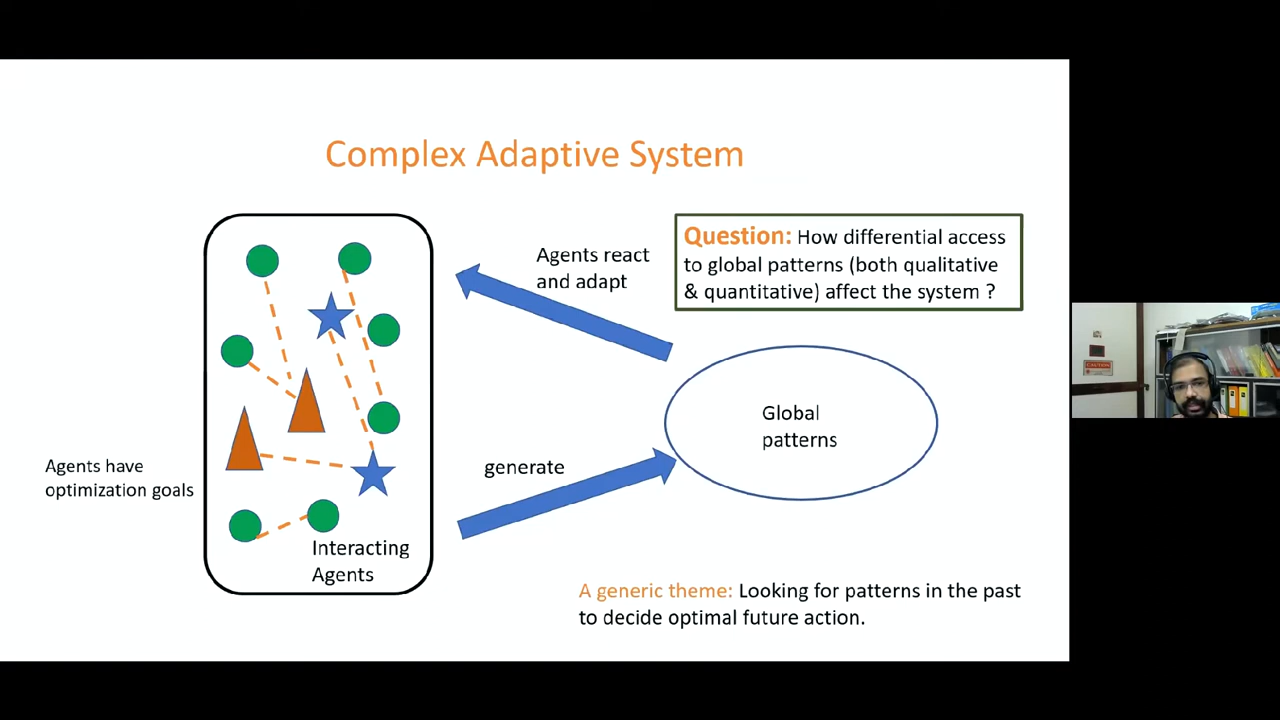 Complex Adaptive System
Agents react
and adapt
Question: How differential access
to global patterns (both qualitative
& quantitative) affect the system ?
Global
patterns
Agents have
optimization goals
generate
Interacting
Agents
A generic theme: Looking for patterns in the past
to decide optimal future action.
CAUTION